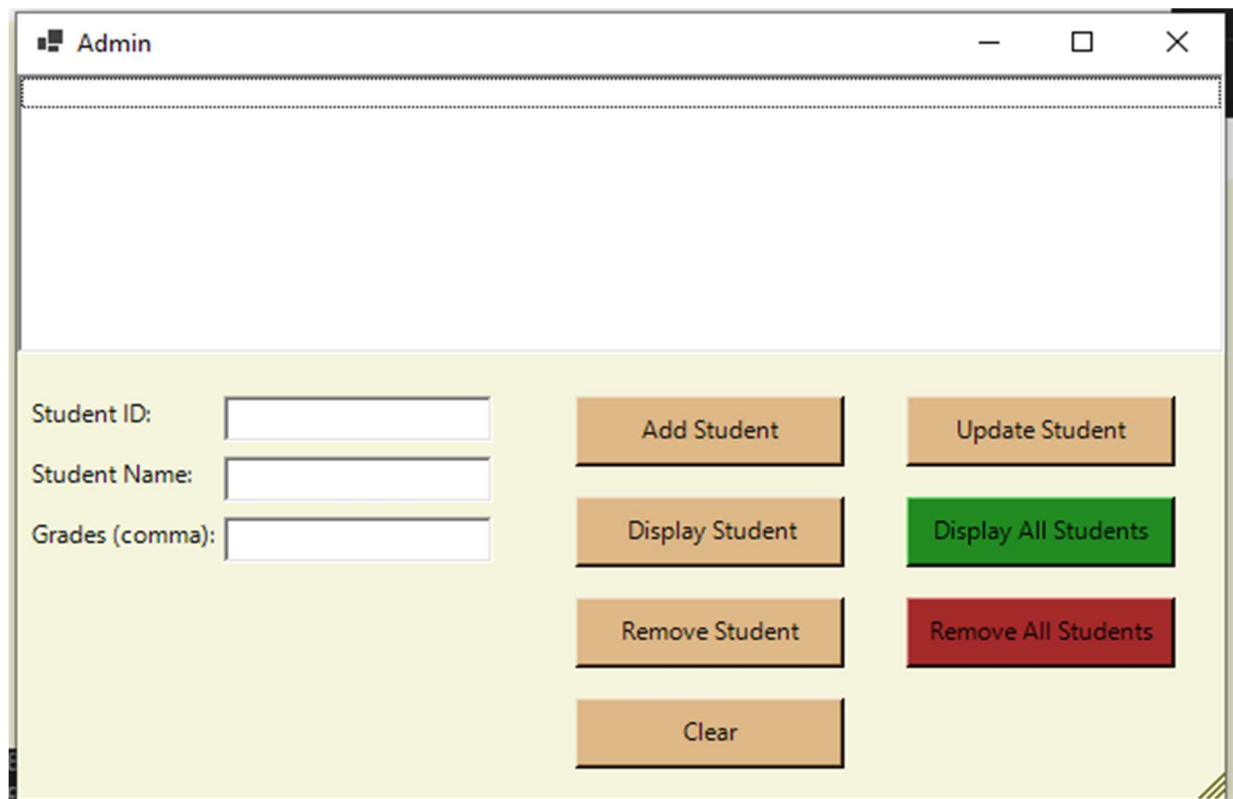 Admin
Student ID:
Add Student
Update Student
Student Name:
Grades (comma):
Display Student
Display All Students
Remove Student
Remove All Students
Clear